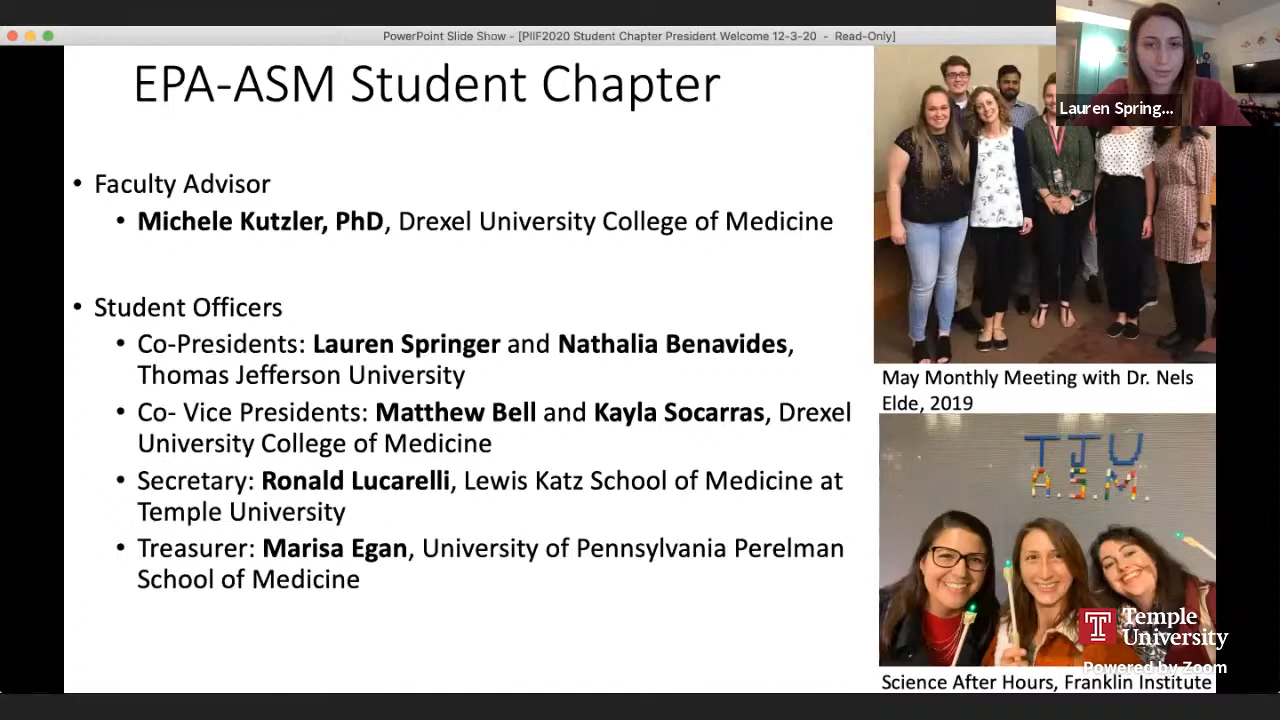 PowerPoint Slide Show - [PIIF2020 Student Chapter President Welcome 12-3-20 - Read-Only]
Lauren Spring...
EPA-ASM Student Chapter
• Faculty Advisor
• Michele Kutzler, PhD, Drexel University College of Medicine
• Student Officers
• Co-Presidents: Lauren Springer and Nathalia Benavides,
Thomas Jefferson University
• Co- Vice Presidents: Matthew Bell and Kayla Socarras, Drexel
University College of Medicine
• Secretary: Ronald Lucarelli, Lewis Katz School of Medicine at
Temple University
• Treasurer: Marisa Egan, University of Pennsylvania Perelman
School of Medicine
May Monthly Meeting with Dr. Nels
Elde, 2019
TJU
A.S.M.
Temple
University
Powered by Zoom
Science After Hours, Franklin Institute